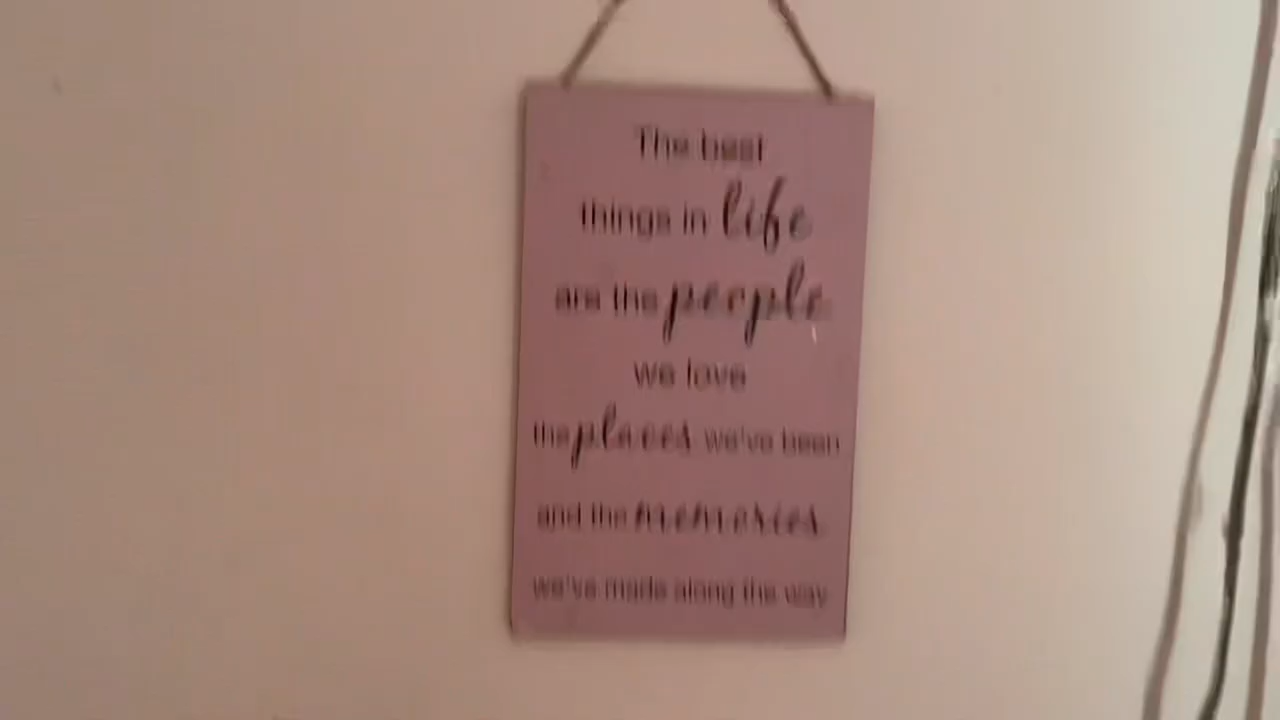 The best
things in life
are the people
we love
the places we've been
and the memories
we've made along the way